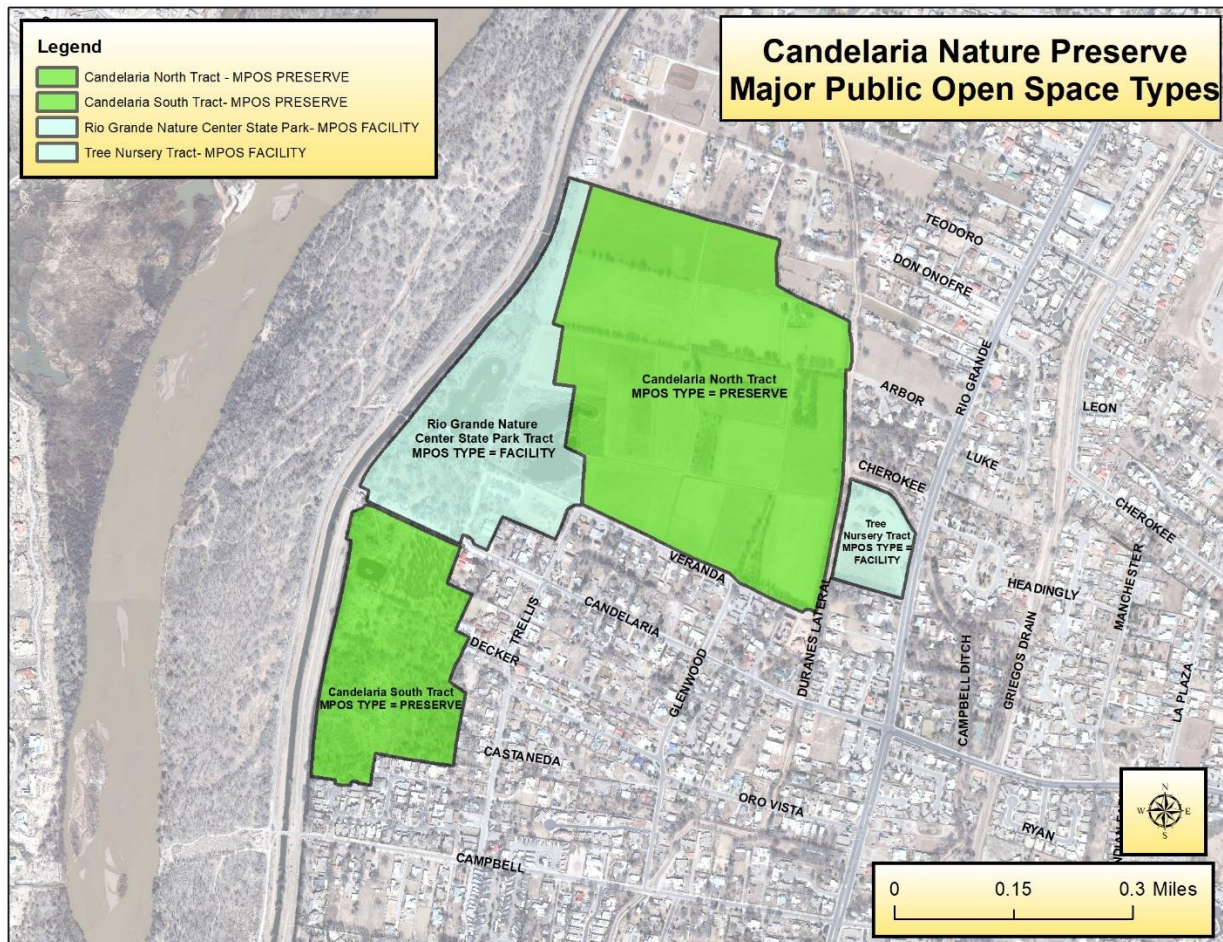 Legend
Candelaria North Tract - MPOS PRESERVE
Candelaria South Tract- MPOS PRESERVE
Rio Grande Nature Center State Park- MPOS FACILITY
Tree Nursery Tract- MPOS FACILITY
Candelaria Nature Preserve
Major Public Open Space Types
TEODORO
DON ONOFRE
Candelaria North Tract
MPOS TYPE = PRESERVE
ARBOR
RIO GRANDE
LEON
Rio Grande Nature
Center State Park Tract
MPOS TYPE = FACILITY
LUKE
CHEROKEE
CHEROKEE
Tree
Nursery Tract
MPOS TYPE =
FACILITY
VERANDA
HEADINGLY
MANCHESTER
TRELLIS
CANDELARIA
DECKER
DURANES LATERAL
GLENWOOD
CAMPBELL DITCH
GRIEGOS DRAIN
LA PLAZA
Candelaria South Tract
MPOS TYPE = PRESERVE
CASTANEDA
ORO VISTA
RYAN
CAMPBELL
N
W E
S
0 0.15 0.3 Miles